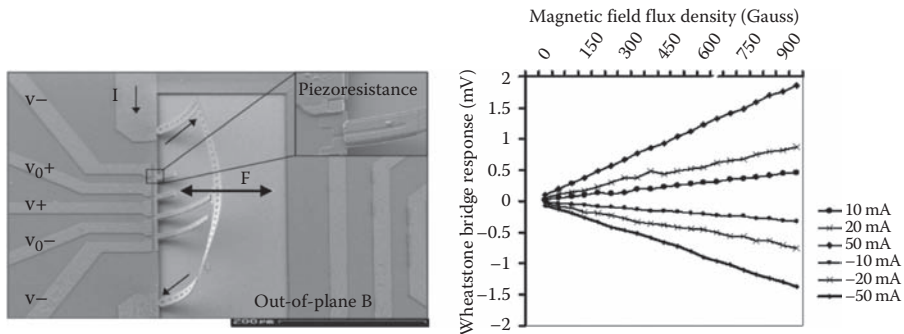 v−
I
Piezoresistance
v0+
F
v+
v0−
v−
Out-of-plane B
200 µm
Magnetic field flux density (Gauss)
0 150 300 450 600 750 900
Wheatstone bridge response (mV)
2
1.5
1
0.5
0
−0.5
−1
−1.5
−2
10 mA
20 mA
50 mA
−10 mA
−20 mA
−50 mA